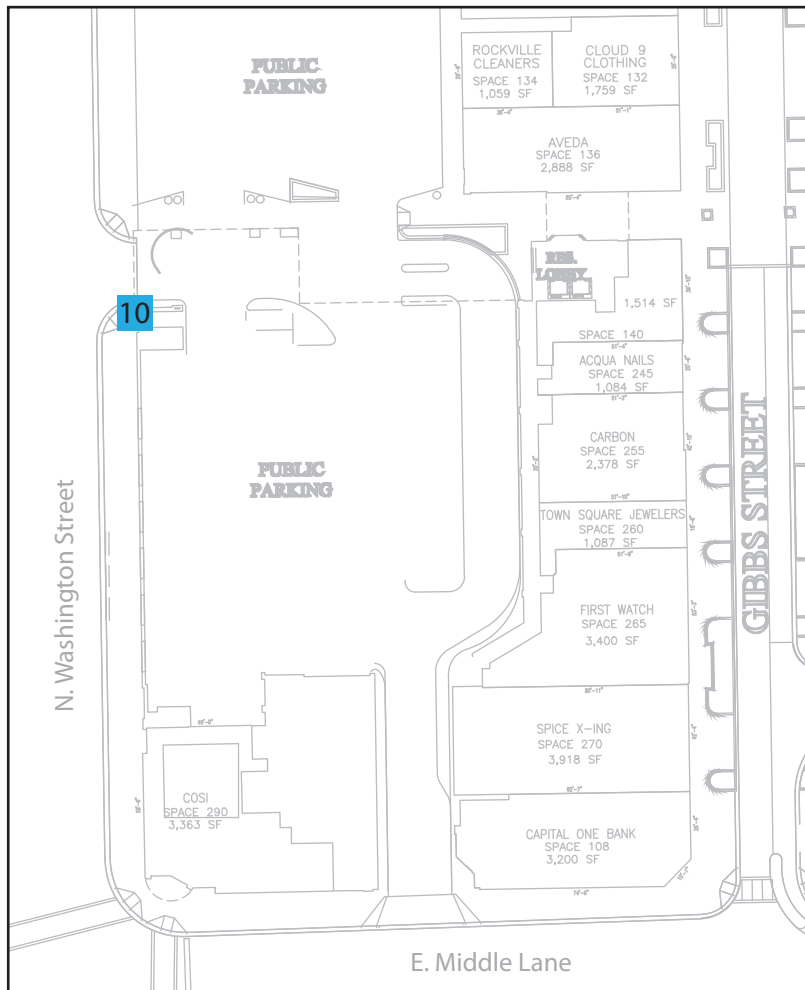 PUBLIC
PARKING
ROCKVILLE
CLEANERS
SPACE 134
1,059 SF
CLOUD 9
CLOTHING
SPACE 132
1,759 SF
AVEDA
SPACE 136
2,888 SF
RES.
LOBBY
1,514 SF
SPACE 140
10
ACQUA NAILS
SPACE 245
1,084 SF
CARBON
SPACE 255
2,378 SF
PUBLIC
PARKING
TOWN SQUARE JEWELERS
SPACE 260
1,087 SF
GIBBS STREET
N. Washington Street
FIRST WATCH
SPACE 265
3,400 SF
SPICE X-ING
SPACE 270
3,918 SF
COSI
SPACE 290
3,363 SF
CAPITAL ONE BANK
SPACE 108
3,200 SF
E. Middle Lane